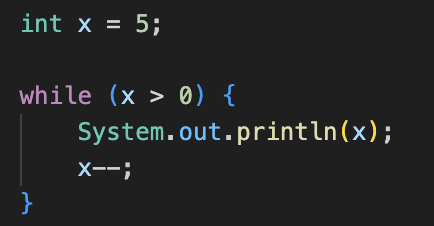 int x = 5;

while (x > 0) {
    System.out.println(x);
    x--;
}